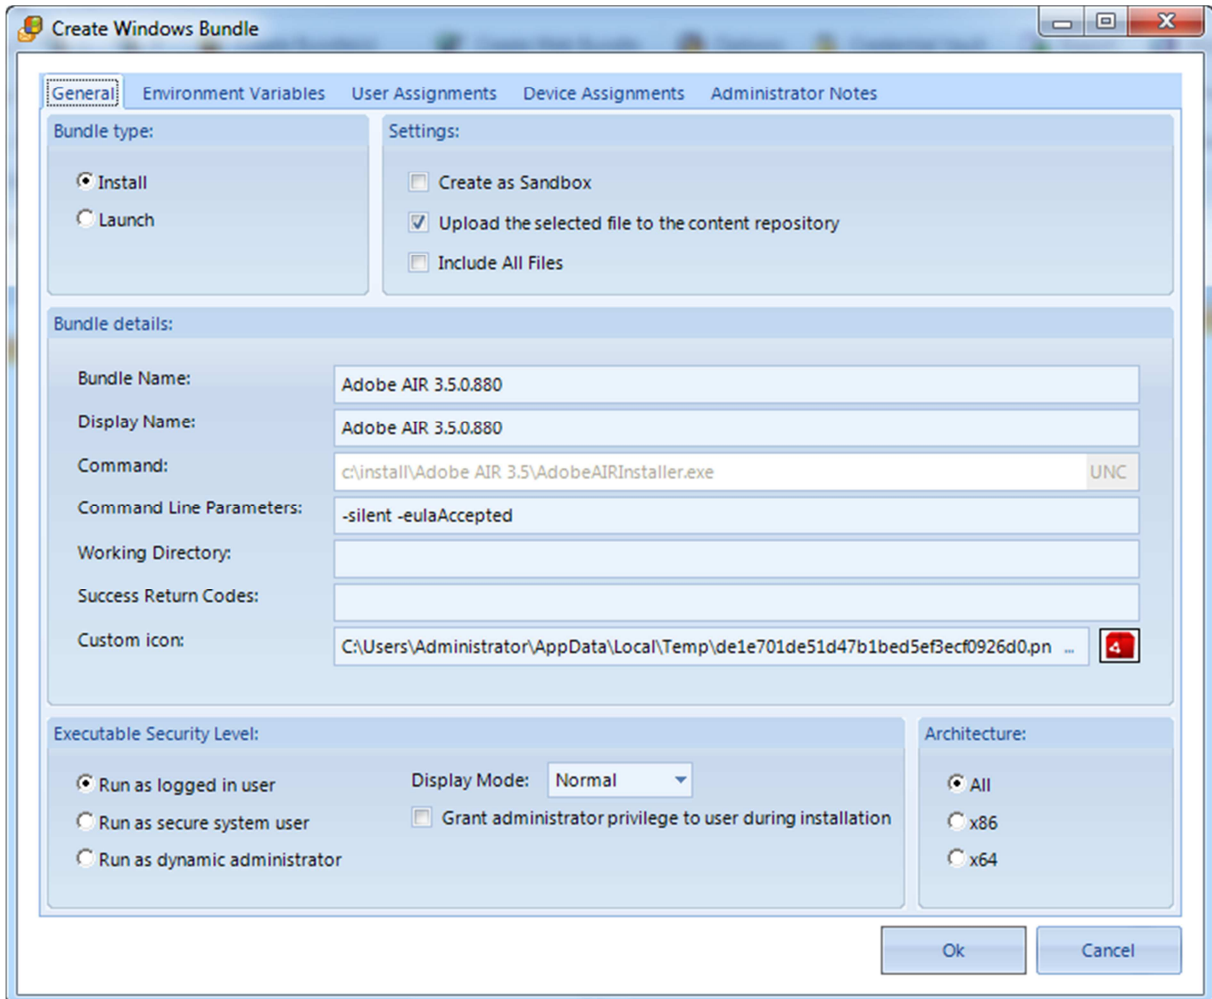 Create Windows Bundle
General Environment Variables User Assignments Device Assignments Administrator Notes
Bundle type:
Settings:
Install
Launch
Create as Sandbox
Upload the selected file to the content repository
Include All Files
Bundle details:
Bundle Name: Adobe AIR 3.5.0.880
Display Name: Adobe AIR 3.5.0.880
Command: c:\install\Adobe AIR 3.5\AdobeAIRInstaller.exe UNC
Command Line Parameters: -silent -eulaAccepted
Working Directory:
Success Return Codes:
Custom icon: C:\Users\Administrator\AppData\Local\Temp\de1e701de51d47b1bed5ef3ecf0926d0.pn ...
Executable Security Level:
Run as logged in user
Run as secure system user
Run as dynamic administrator
Display Mode: Normal
Grant administrator privilege to user during installation
Architecture:
All
x86
x64
Ok Cancel